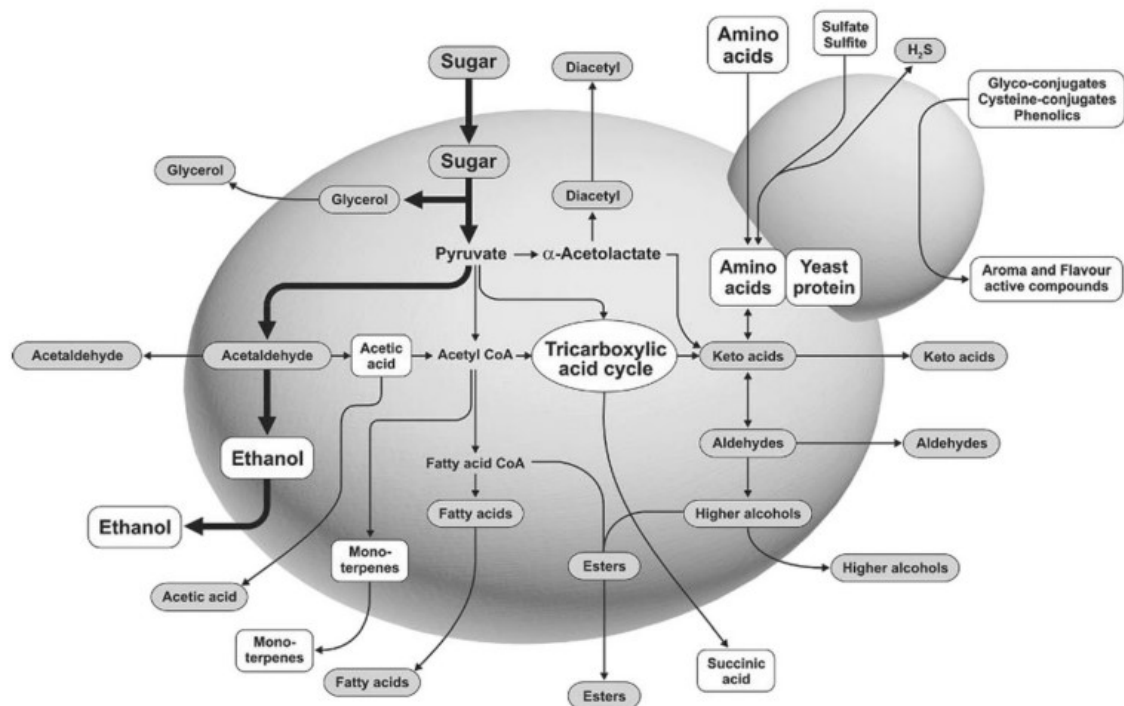 Sugar
Diacetyl
Amino
acids
Sulfate
Sulfite
H₂S
Glyco-conjugates
Cysteine-conjugates
Phenolics
Sugar
Glycerol
Glycerol
Diacetyl
Pyruvate
α-Acetolactate
Amino
acids
Yeast
protein
Aroma and Flavour
active compounds
Acetaldehyde
Acetaldehyde
Acetic
acid
Acetyl CoA
Tricarboxylic
acid cycle
Keto acids
Keto acids
Ethanol
Fatty acid CoA
Aldehydes
Aldehydes
Ethanol
Fatty acids
Higher alcohols
Mono-
terpenes
Esters
Higher alcohols
Acetic acid
Mono-
terpenes
Fatty acids
Esters
Succinic
acid